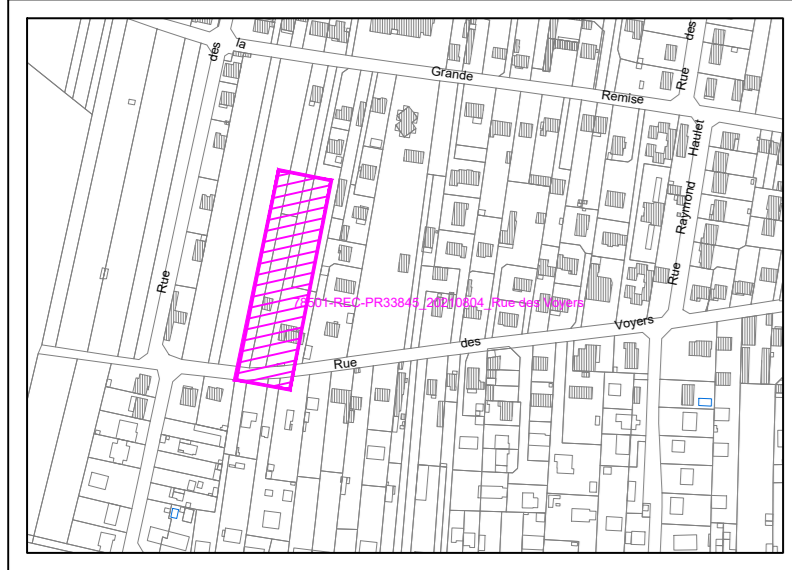 des
la
Grande
Remise
Rue
des
Haulet
Raymond
Rue
Rue
78501-REC-PR33845_20210804_Rue des Voyers
Rue
des
Voyers